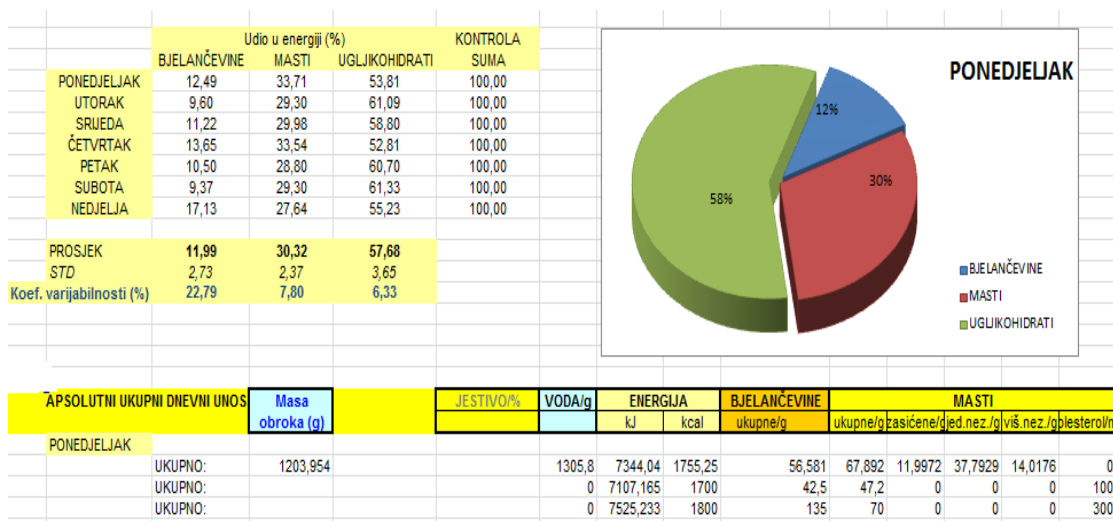 Udio u energiji (%) KONTROLA
BJELANČEVINE MASTI UGLJIKOHIDRATI SUMA
PONEDJELJAK 12,49 33,71 53,81 100,00
UTORAK 9,60 29,30 61,09 100,00
SRIJEDA 11,22 29,98 58,80 100,00
ČETVRTAK 13,65 33,54 52,81 100,00
PETAK 10,50 28,80 60,70 100,00
SUBOTA 9,37 29,30 61,33 100,00
NEDJELJA 17,13 27,64 55,23 100,00
PROSJEK 11,99 30,32 57,68
STD 2,73 2,37 3,65
Koef. varijabilnosti (%) 22,79 7,80 6,33
PONEDJELJAK
12%
30%
58%
BJELANČEVINE
MASTI
UGLJIKOHIDRATI
APSOLUTNI UKUPNI DNEVNI UNOS Masa JESTIVO/% VODA/g ENERGIJA BJELANČEVINE MASTI
obroka (g) kJ kcal ukupne/g ukupne/g zasićene/g jed.nez./g viš.nez./g olesterol/m
PONEDJELJAK
UKUPNO: 1203,954 1305,8 7344,04 1755,25 56,581 67,892 11,9972 37,7929 14,0176 0
UKUPNO: 0 7107,165 1700 42,5 47,2 0 0 0 100
UKUPNO: 0 7525,233 1800 135 70 0 0 0 300